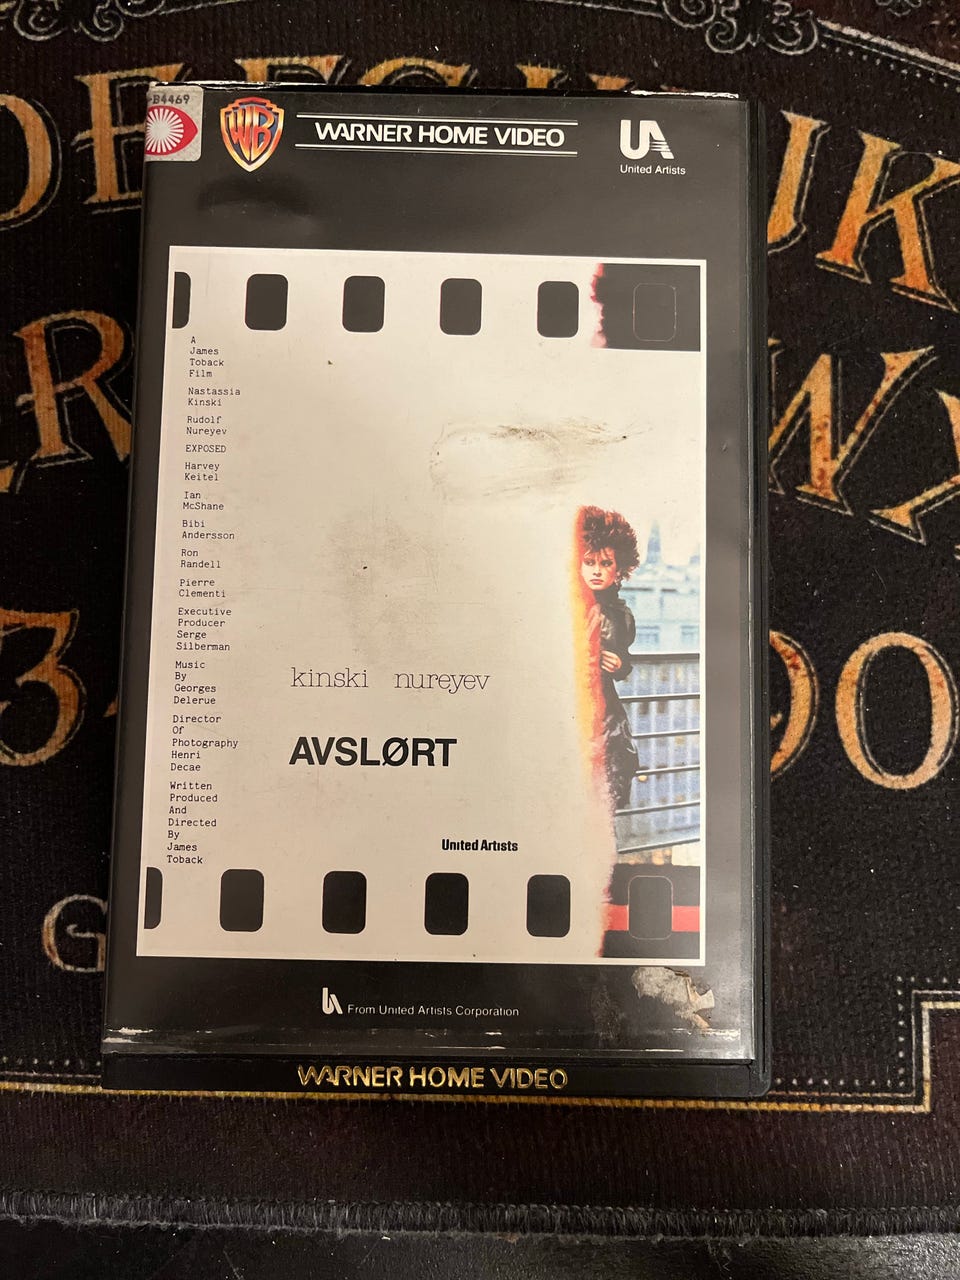 B4469
WB
WARNER HOME VIDEO
UA
United Artists
A
James
Toback
Film
Nastassia
Kinski
Rudolf
Nureyev
EXPOSED
Harvey
Keitel
Ian
McShane
Bibi
Andersson
Ron
Randell
Pierre
Clementi
Executive
Producer
Serge
Silberman
Music
By
Georges
Delerue
Director
Of
Photography
Henri
Decae
Written
Produced
And
Directed
By
James
Toback
kinski nureyev
AVSLØRT
United Artists
UA From United Artists Corporation
WARNER HOME VIDEO